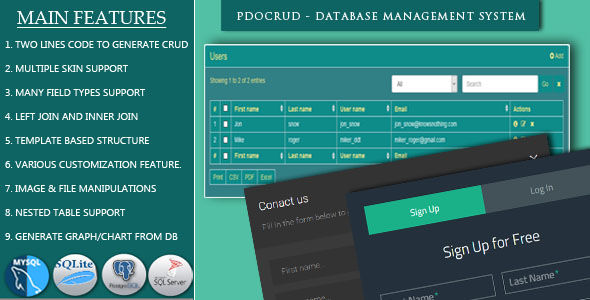 MAIN FEATURES
1. TWO LINES CODE TO GENERATE CRUD
2. MULTIPLE SKIN SUPPORT
3. MANY FIELD TYPES SUPPORT
4. LEFT JOIN AND INNER JOIN
5. TEMPLATE BASED STRUCTURE
6. VARIOUS CUSTOMIZATION FEATURE.
7. IMAGE & FILE MANIPULATIONS
8. NESTED TABLE SUPPORT
9. GENERATE GRAPH/CHART FROM DB
MYSQL
SQLite
PostgreSQL
SQL Server
PDOCRUD - DATABASE MANAGEMENT SYSTEM
Users
Add
Showing 1 to 2 of 2 entries
All
Search
Go
x
# First name Last name User name Email Actions
1 Jon snow jon_snow jon_snow@knowsnothing.com
2 Mike roger mike_ddl miker_roger@gmail.com
# First name Last name User name Email Actions
Print CSV PDF Excel
Contact us
Fill in the form below to
First name...
Sign Up
Log In
Sign Up for Free
First Name*
Last Name*